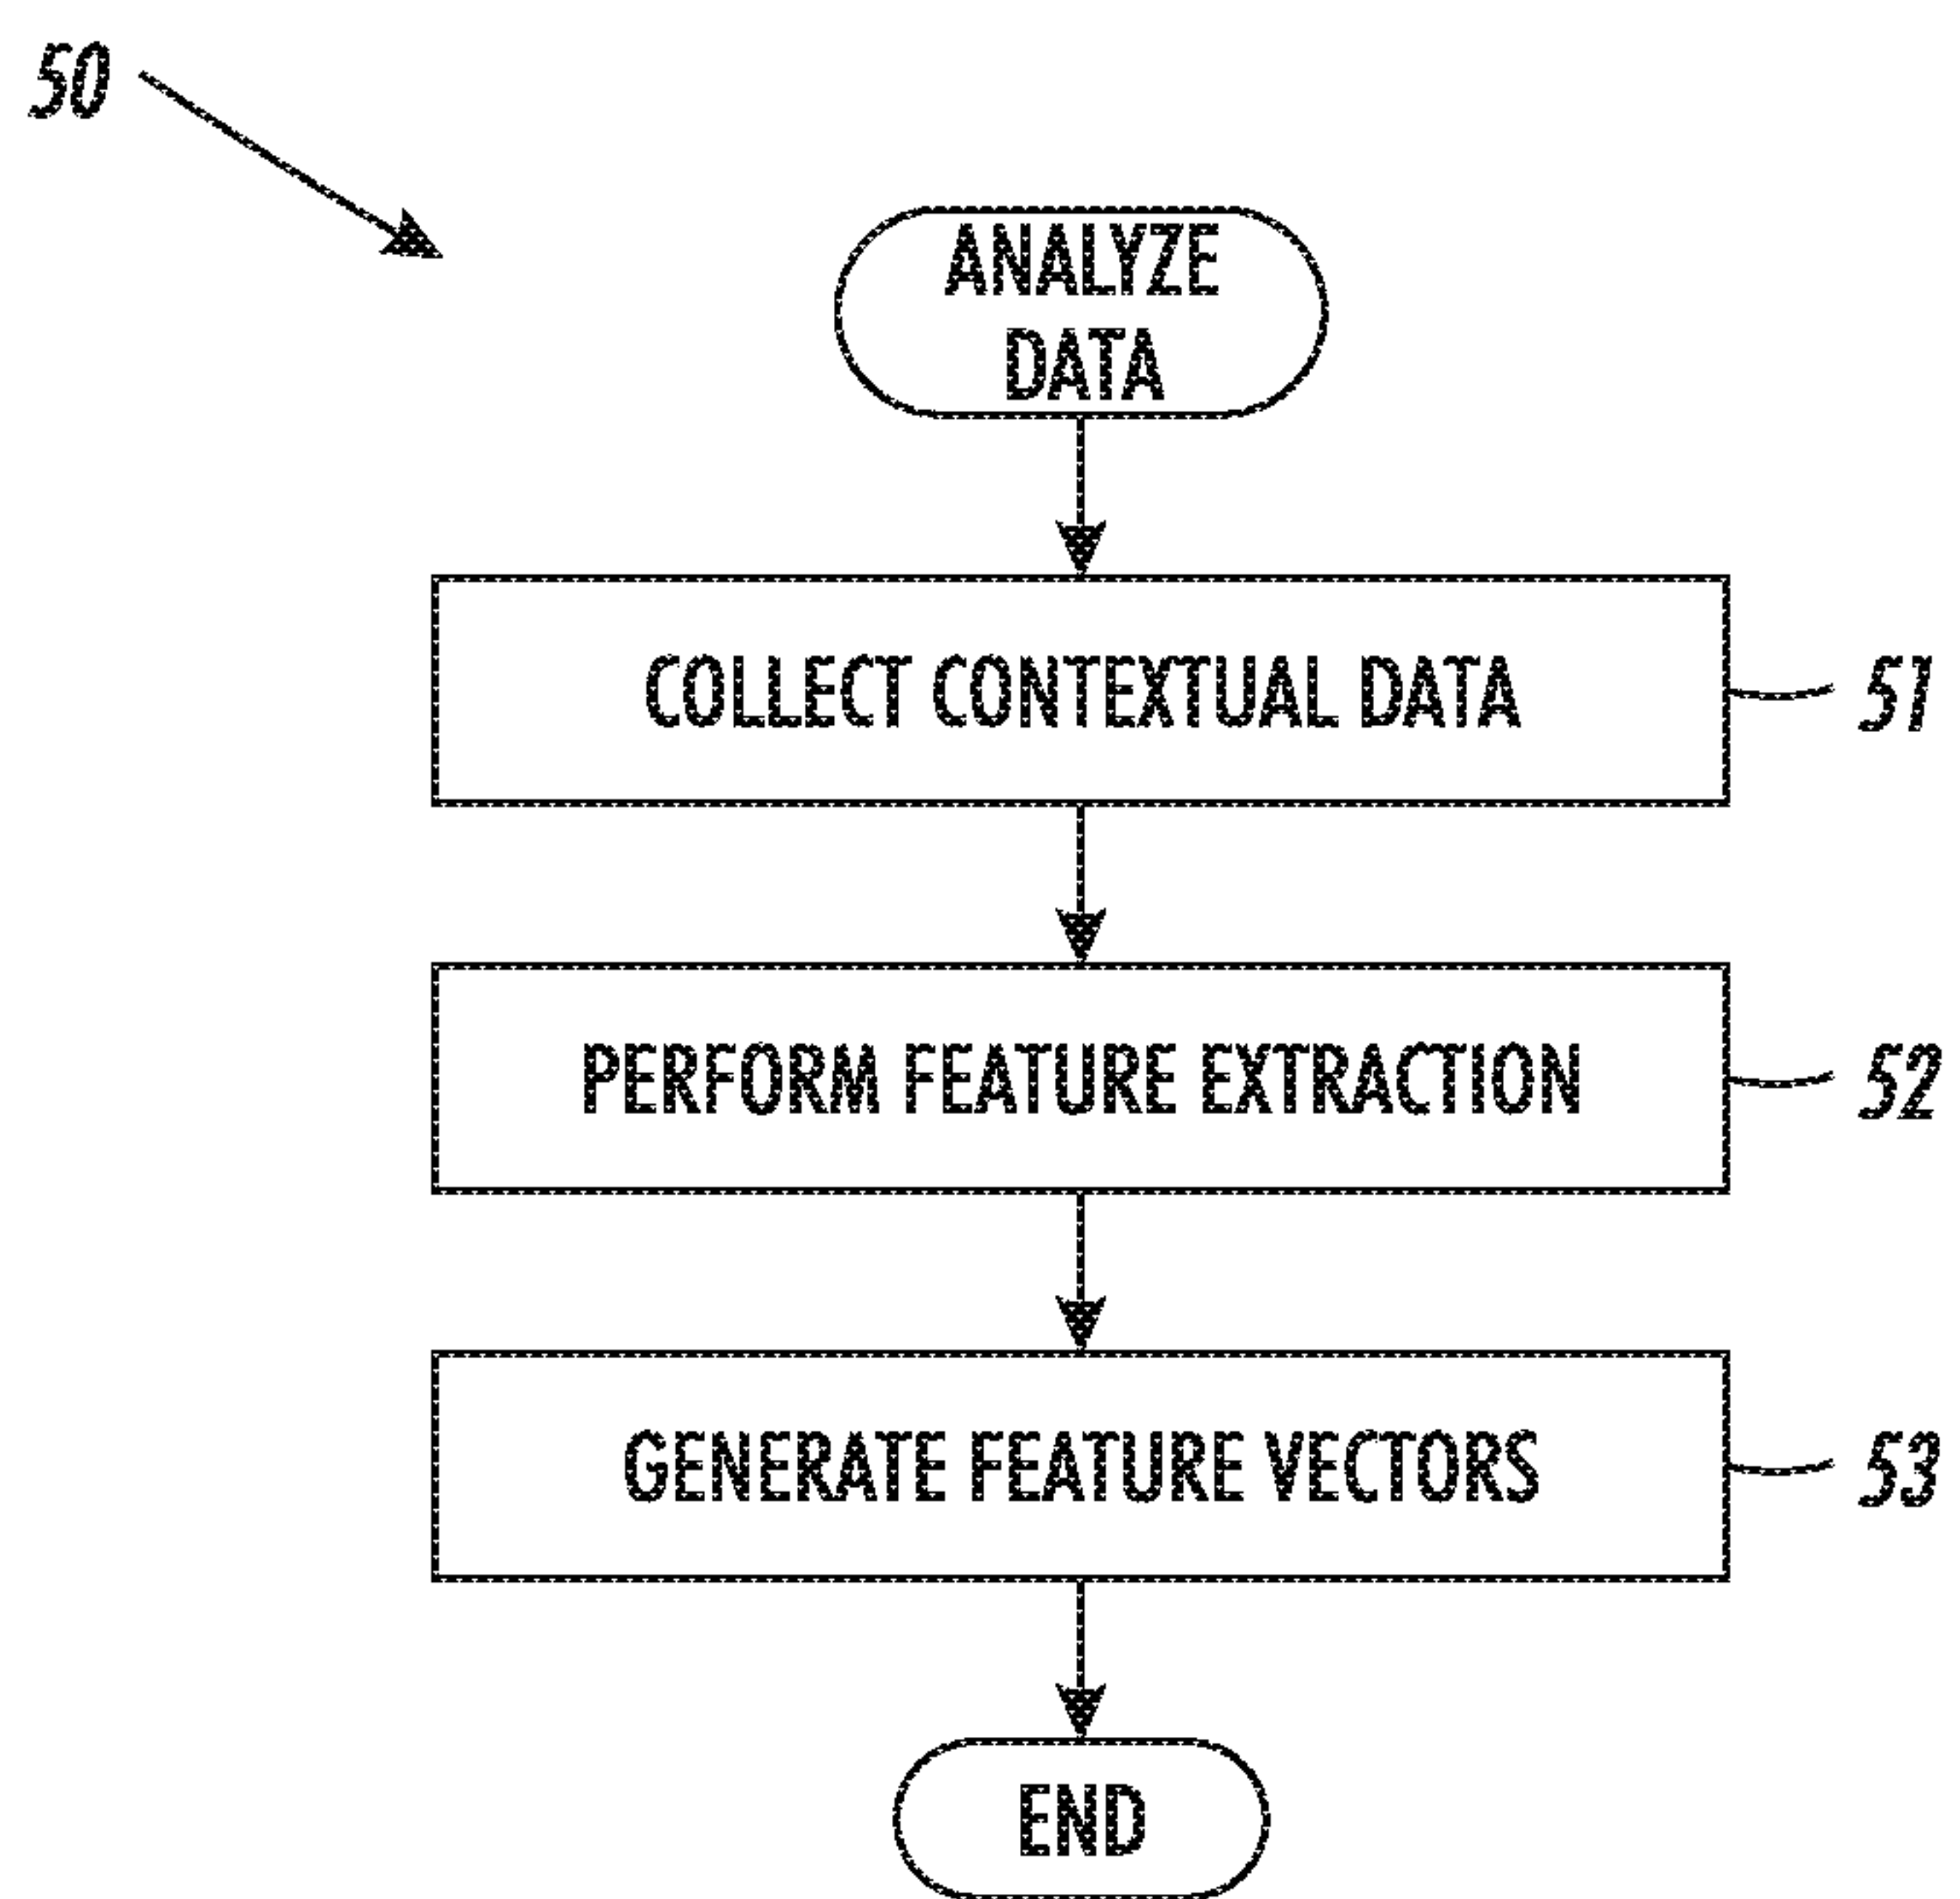 50
ANALYZE
DATA
COLLECT CONTEXTUAL DATA
51
PERFORM FEATURE EXTRACTION
52
GENERATE FEATURE VECTORS
53
END